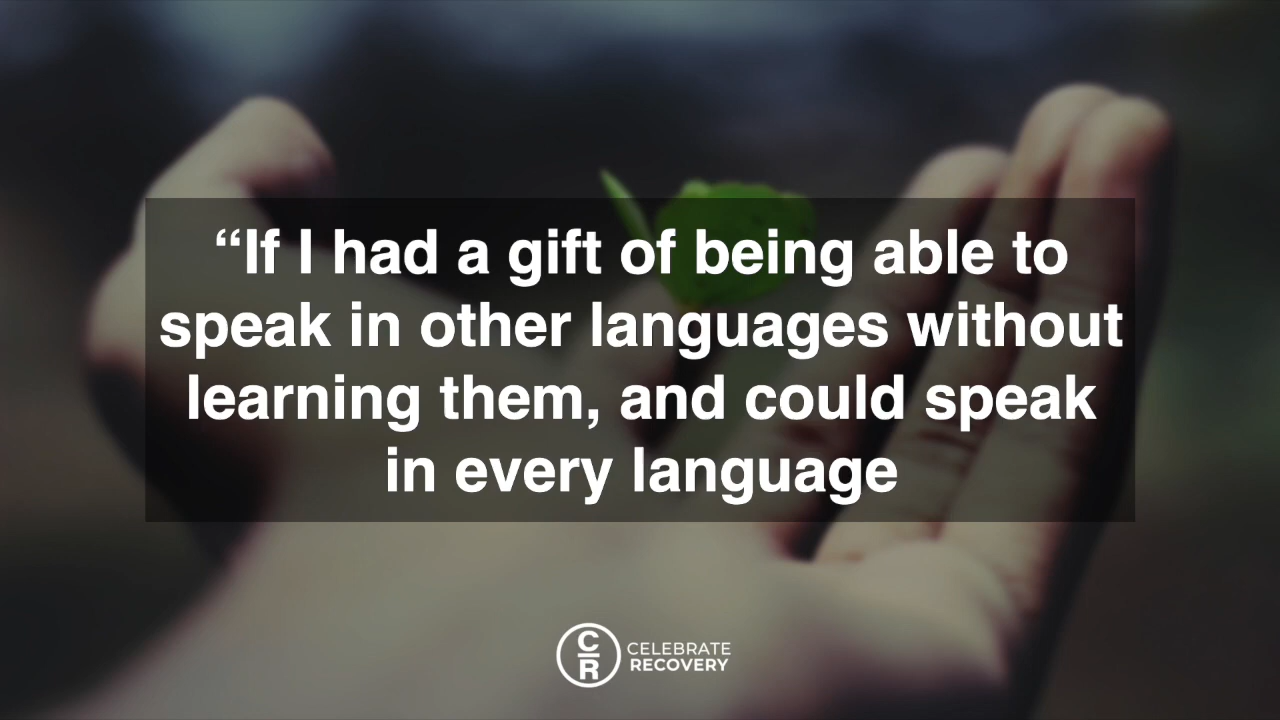 “If I had a gift of being able to
speak in other languages without
learning them, and could speak
in every language
C
R
CELEBRATE
RECOVERY